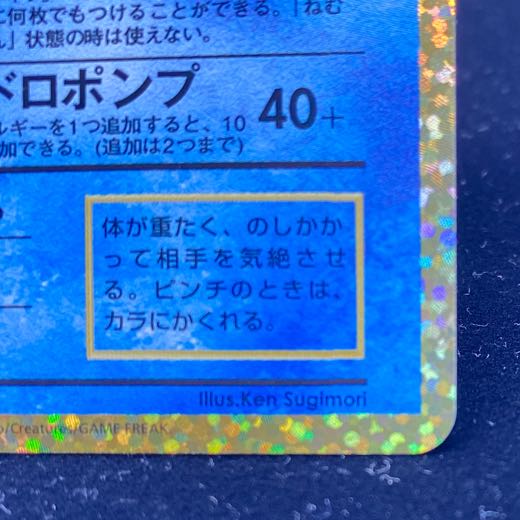 に何枚でもつけることができる。「ねむ
」状態の時は使えない。
ドロポンプ
40+
ルギーを1つ追加すると、10
加できる。(追加は2つまで)
体が重たく、のしかか
って相手を気絶させ
る。ピンチのときは、
カラにかくれる。
Illus.Ken Sugimori
/Creatures/GAME FREAK